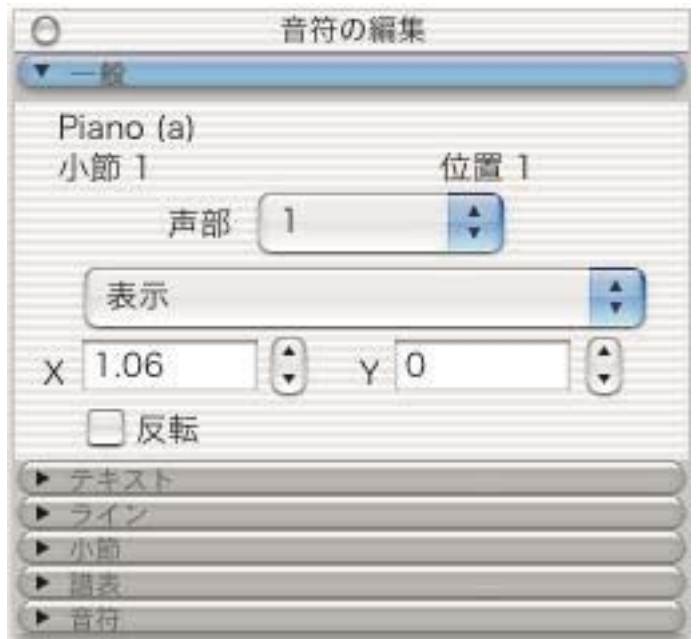 音符の編集
一般
Piano (a)
小節 1 位置 1
声部 1
表示
X 1.06 Y 0
反転
テキスト
ライン
小節
譜表
音符